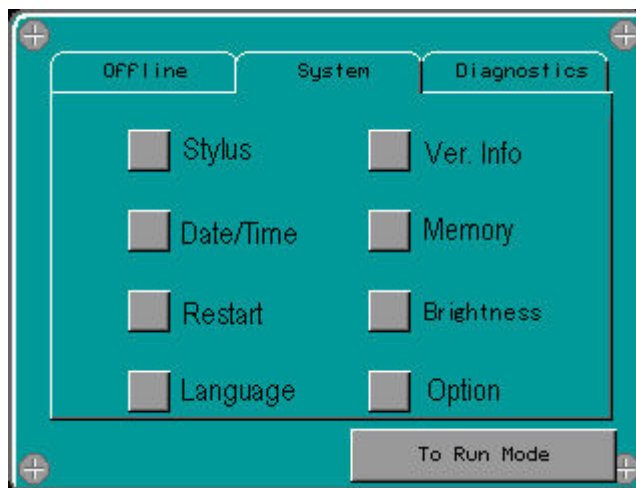 Offline System Diagnostics
Stylus Ver. Info
Date/Time Memory
Restart Brightness
Language Option
To Run Mode